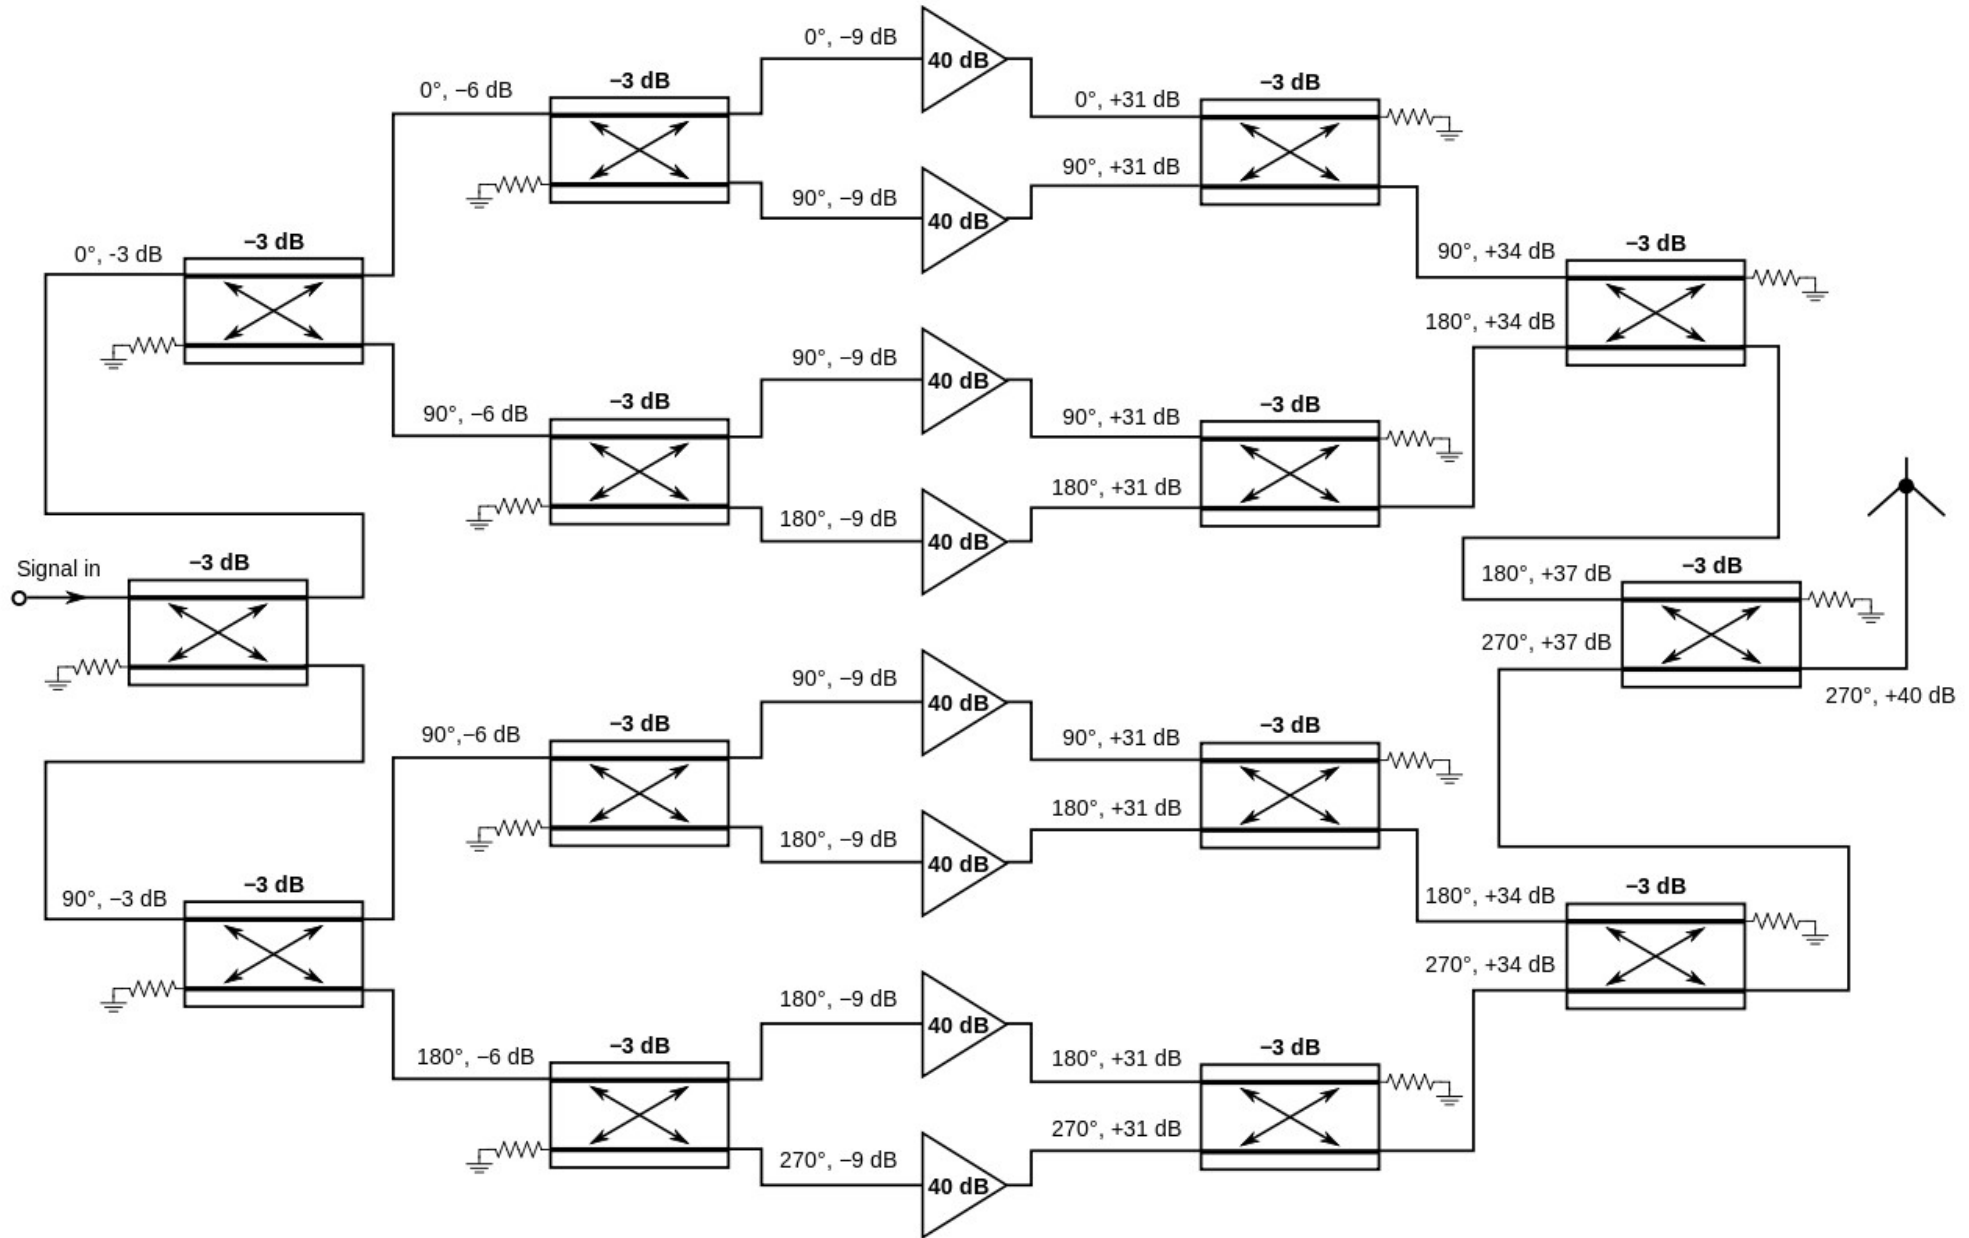 0°, −9 dB
40 dB
−3 dB
−3 dB
0°, −6 dB
0°, +31 dB
90°, +31 dB
90°, −9 dB
40 dB
−3 dB
0°, -3 dB
90°, +34 dB
−3 dB
180°, +34 dB
90°, −9 dB
40 dB
90°, −6 dB
−3 dB
90°, +31 dB
−3 dB
180°, +31 dB
180°, −9 dB
40 dB
Signal in
−3 dB
180°, +37 dB
−3 dB
270°, +37 dB
270°, +40 dB
90°, −9 dB
40 dB
90°,−6 dB
−3 dB
90°, +31 dB
−3 dB
180°, +31 dB
180°, −9 dB
40 dB
90°, −3 dB
−3 dB
180°, +34 dB
−3 dB
270°, +34 dB
180°, −9 dB
40 dB
180°, −6 dB
−3 dB
180°, +31 dB
−3 dB
270°, +31 dB
270°, −9 dB
40 dB